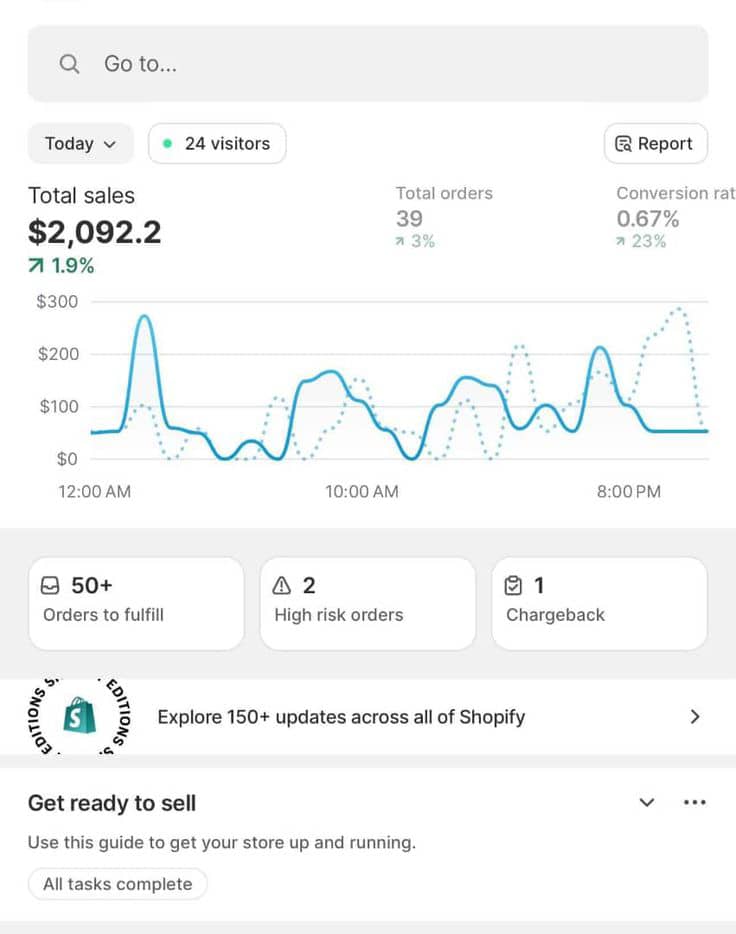 Go to...
Today
24 visitors
Report
Total sales
$2,092.2
1.9%
Total orders
39
3%
Conversion rat
0.67%
23%
$300
$200
$100
$0
12:00 AM
10:00 AM
8:00 PM
50+
Orders to fulfill
2
High risk orders
1
Chargeback
EDITIONS
EDITIONS
S
Explore 150+ updates across all of Shopify
Get ready to sell
Use this guide to get your store up and running.
All tasks complete